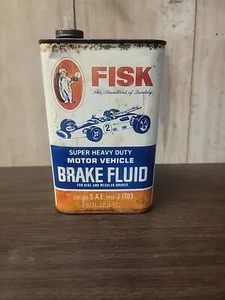 FISK
The Standard of Quality
2
SUPER HEAVY DUTY
MOTOR VEHICLE
BRAKE FLUID
FOR DISC AND REGULAR BRAKES
S.A.E. J-1703